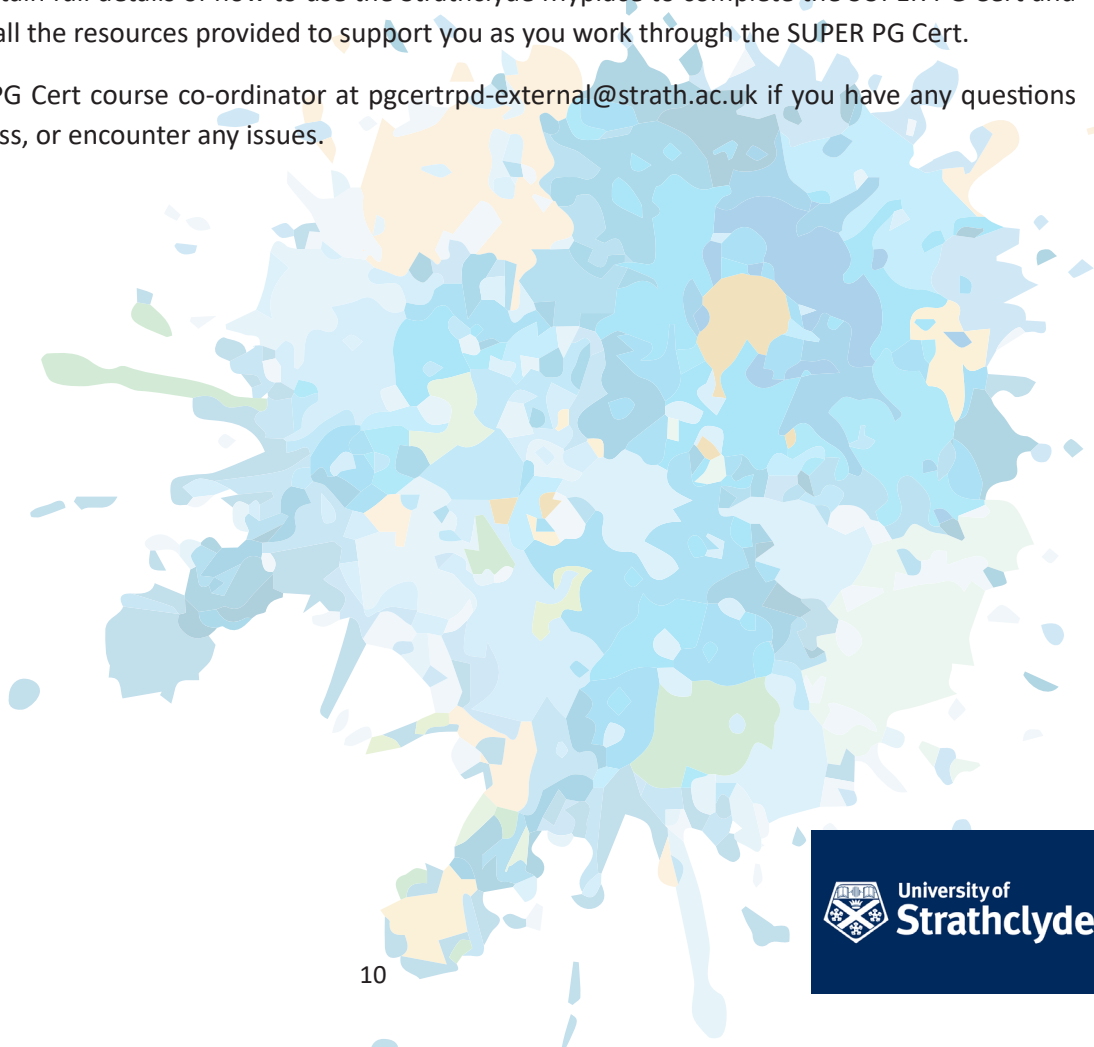 all the resources provided to support you as you work through the SUPER PG Cert.
PG Cert course co-ordinator at pgcertrpd-external@strath.ac.uk if you have any questions
ss, or encounter any issues.
10
University of
Strathclyde